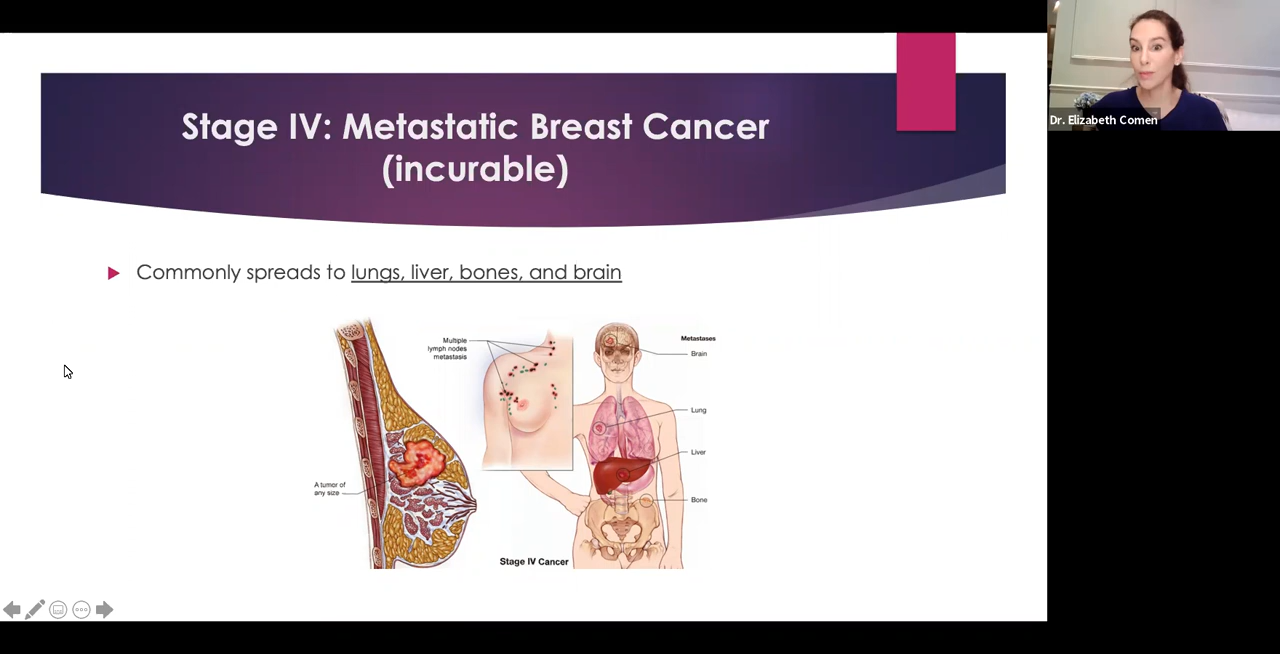 Stage IV: Metastatic Breast Cancer
(incurable)
Dr. Elizabeth Comen
Commonly spreads to lungs, liver, bones, and brain
Multiple
lymph nodes
metastasis
Metastases
Brain
Lung
Liver
Bone
A tumor of
any size
Stage IV Cancer